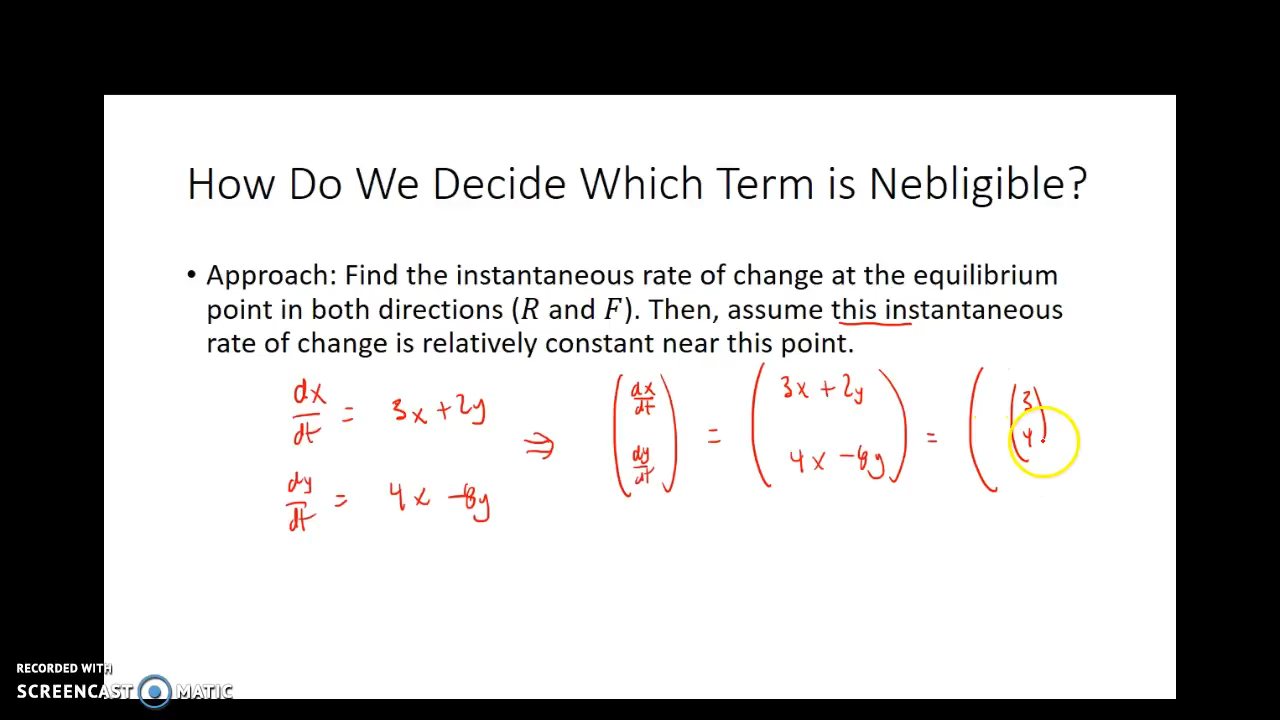 How Do We Decide Which Term is Nebligible?
• Approach: Find the instantaneous rate of change at the equilibrium
point in both directions (R and F). Then, assume this instantaneous
rate of change is relatively constant near this point.
dx/dt = 3x + 2y
dy/dt = 4x - 8y
⇒ (dx/dt dy/dt) = (3x + 2y 4x - 8y) = ( (3 4)
RECORDED WITH
SCREENCAST MATIC